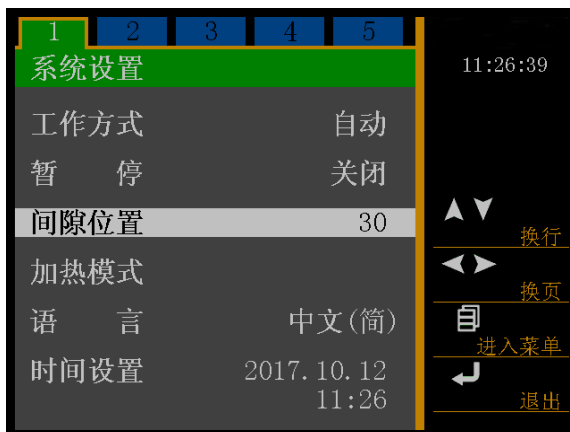 1 2 3 4 5
系统设置
11:26:39
工作方式 自动
暂 停 关闭
间隙位置 30
加热模式
语 言 中文(简)
时间设置 2017.10.12
11:26
换行
换页
进入菜单
退出